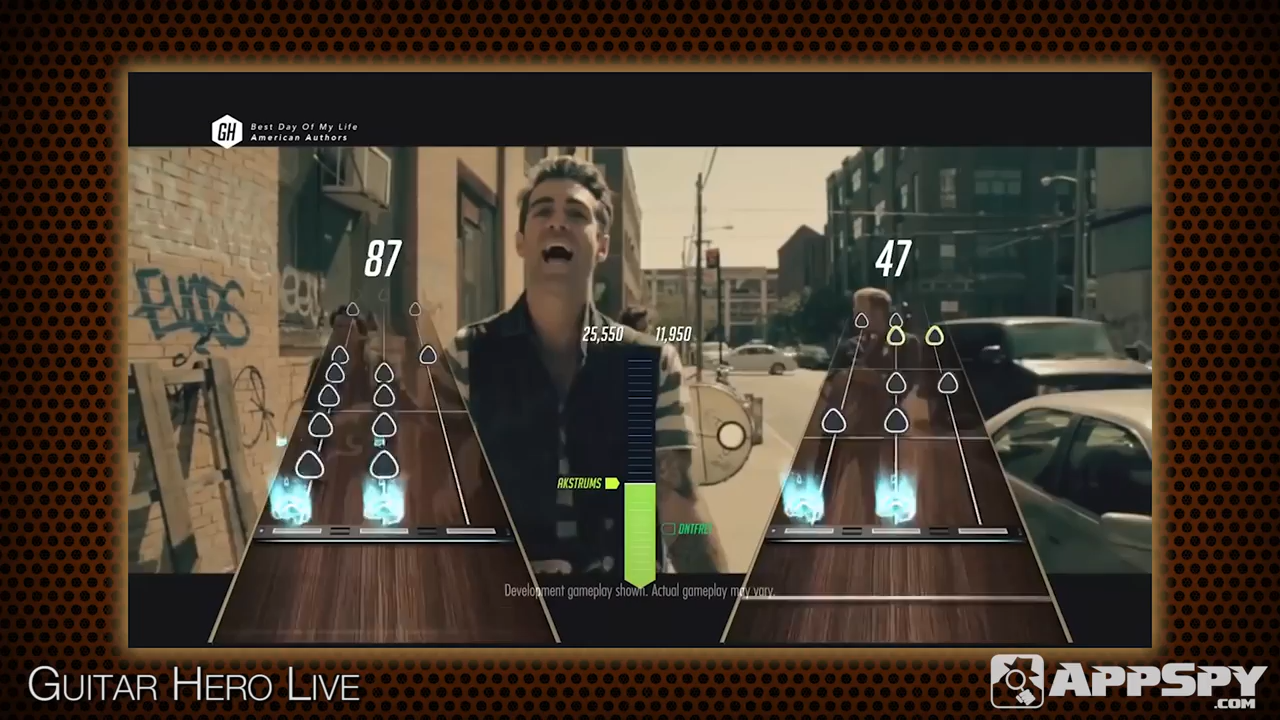 GH
Best Day Of My Life
American Authors
87
47
25,550
11,950
AKSTRUMS
Development gameplay shown. Actual gameplay may vary.
GUITAR HERO LIVE
APPSPY
.COM